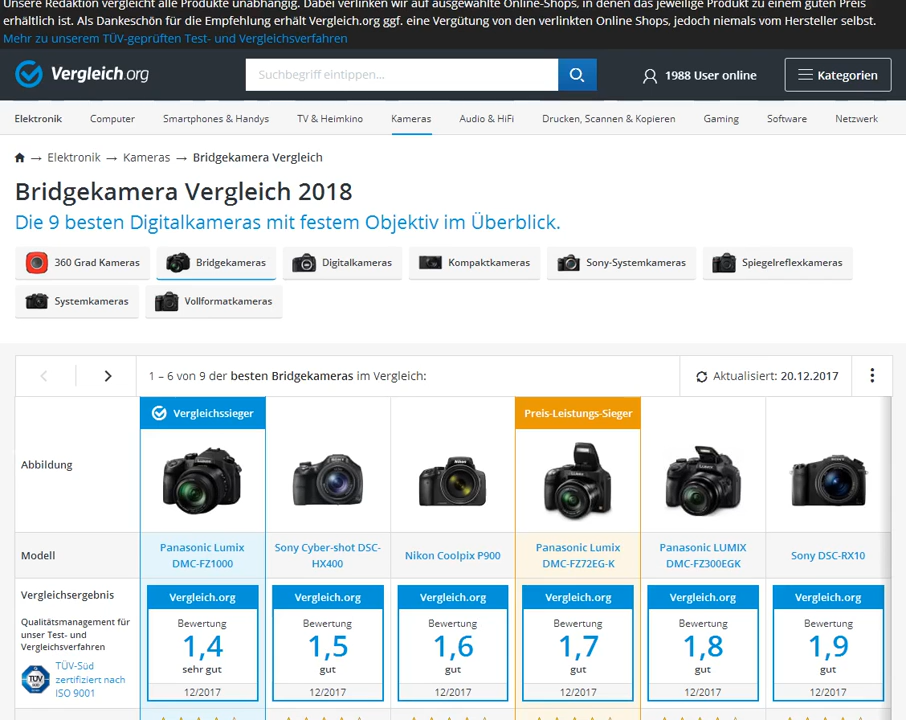 Unsere Redaktion vergleicht alle Produkte unabhängig. Dabei verlinken wir auf ausgewählte Online-Shops, in denen das jeweilige Produkt zu einem guten Preis
erhältlich ist. Als Dankeschön für die Empfehlung erhält Vergleich.org ggf. eine Vergütung von den verlinkten Online Shops, jedoch niemals vom Hersteller selbst.
Mehr zu unserem TÜV-geprüften Test- und Vergleichsverfahren
Vergleich.org
Suchbegriff eintippen...
1988 User online
Kategorien
Elektronik Computer Smartphones & Handys TV & Heimkino Kameras Audio & HiFi Drucken, Scannen & Kopieren Gaming Software Netzwerk
→ Elektronik → Kameras → Bridgekamera Vergleich
Bridgekamera Vergleich 2018
Die 9 besten Digitalkameras mit festem Objektiv im Überblick.
360 Grad Kameras Bridgekameras Digitalkameras Kompaktkameras Sony-Systemkameras Spiegelreflexkameras
Systemkameras Vollformatkameras
1 – 6 von 9 der besten Bridgekameras im Vergleich:
Aktualisiert: 20.12.2017
Vergleichssieger Preis-Leistungs-Sieger
Abbildung
Modell
Panasonic Lumix
DMC-FZ1000
Sony Cyber-shot DSC-
HX400
Nikon Coolpix P900
Panasonic Lumix
DMC-FZ72EG-K
Panasonic LUMIX
DMC-FZ300EGK
Sony DSC-RX10
Vergleichsergebnis
Qualitätsmanagement für
unser Test- und
Vergleichsverfahren
TÜV
TÜV-Süd
zertifiziert nach
ISO 9001
Vergleich.org
Bewertung
1,4
sehr gut
12/2017
Vergleich.org
Bewertung
1,5
gut
12/2017
Vergleich.org
Bewertung
1,6
gut
12/2017
Vergleich.org
Bewertung
1,7
gut
12/2017
Vergleich.org
Bewertung
1,8
gut
12/2017
Vergleich.org
Bewertung
1,9
gut
12/2017